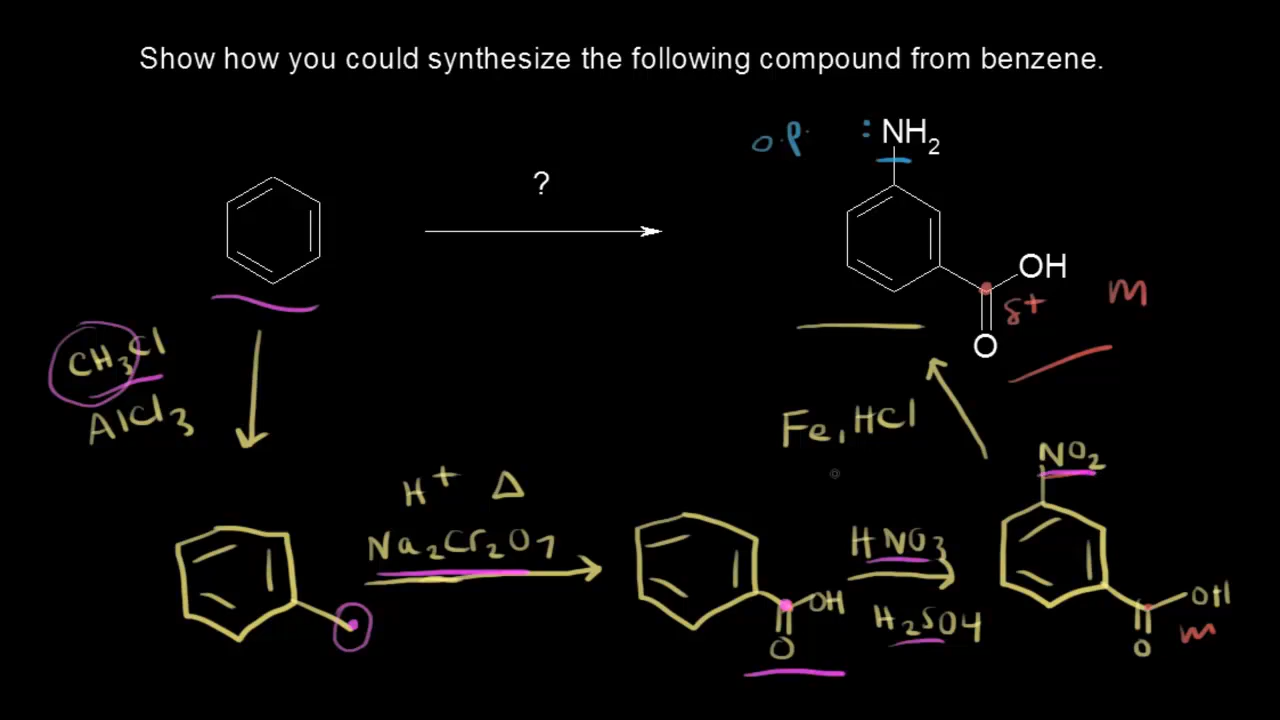 Show how you could synthesize the following compound from benzene.
o.p.
:NH₂
?
OH
δ+
m
O
CH₃Cl
AlCl₃
Fe, HCl
H⁺ Δ
Na₂Cr₂O₇
OH
O
HNO₃
H₂SO₄
NO₂
OH
m
O